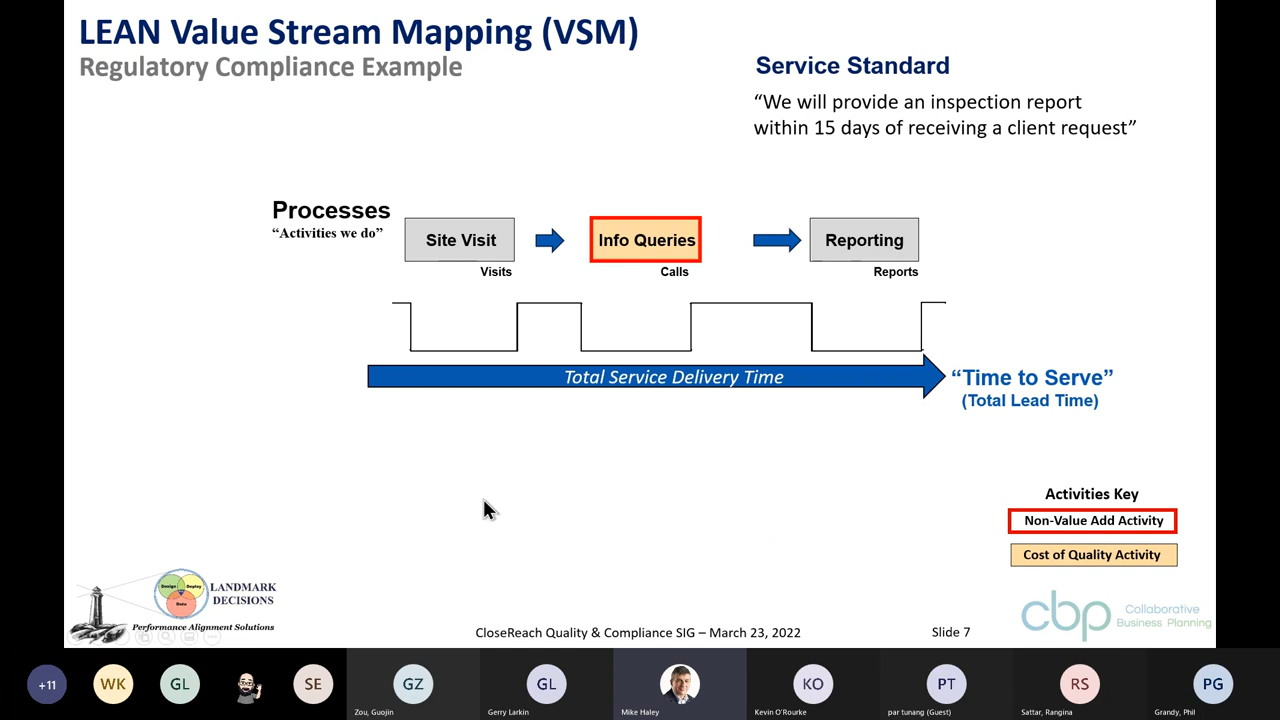 LEAN Value Stream Mapping (VSM)
Regulatory Compliance Example
Service Standard
“We will provide an inspection report
within 15 days of receiving a client request”
Processes
“Activities we do”
Site Visit
Info Queries
Reporting
Visits
Calls
Reports
Total Service Delivery Time
“Time to Serve”
(Total Lead Time)
Activities Key
Non-Value Add Activity
Cost of Quality Activity
Design
Deploy
Data
LANDMARK
DECISIONS
Performance Alignment Solutions
CloseReach Quality & Compliance SIG – March 23, 2022
Slide 7
cbp
Collaborative
Business Planning
+11
WK
GL
SE
GZ
Zou, Guojin
GL
Gerry Larkin
Mike Haley
KO
Kevin O'Rourke
PT
par tunang (Guest)
RS
Sattar, Rangina
PG
Grandy, Phil